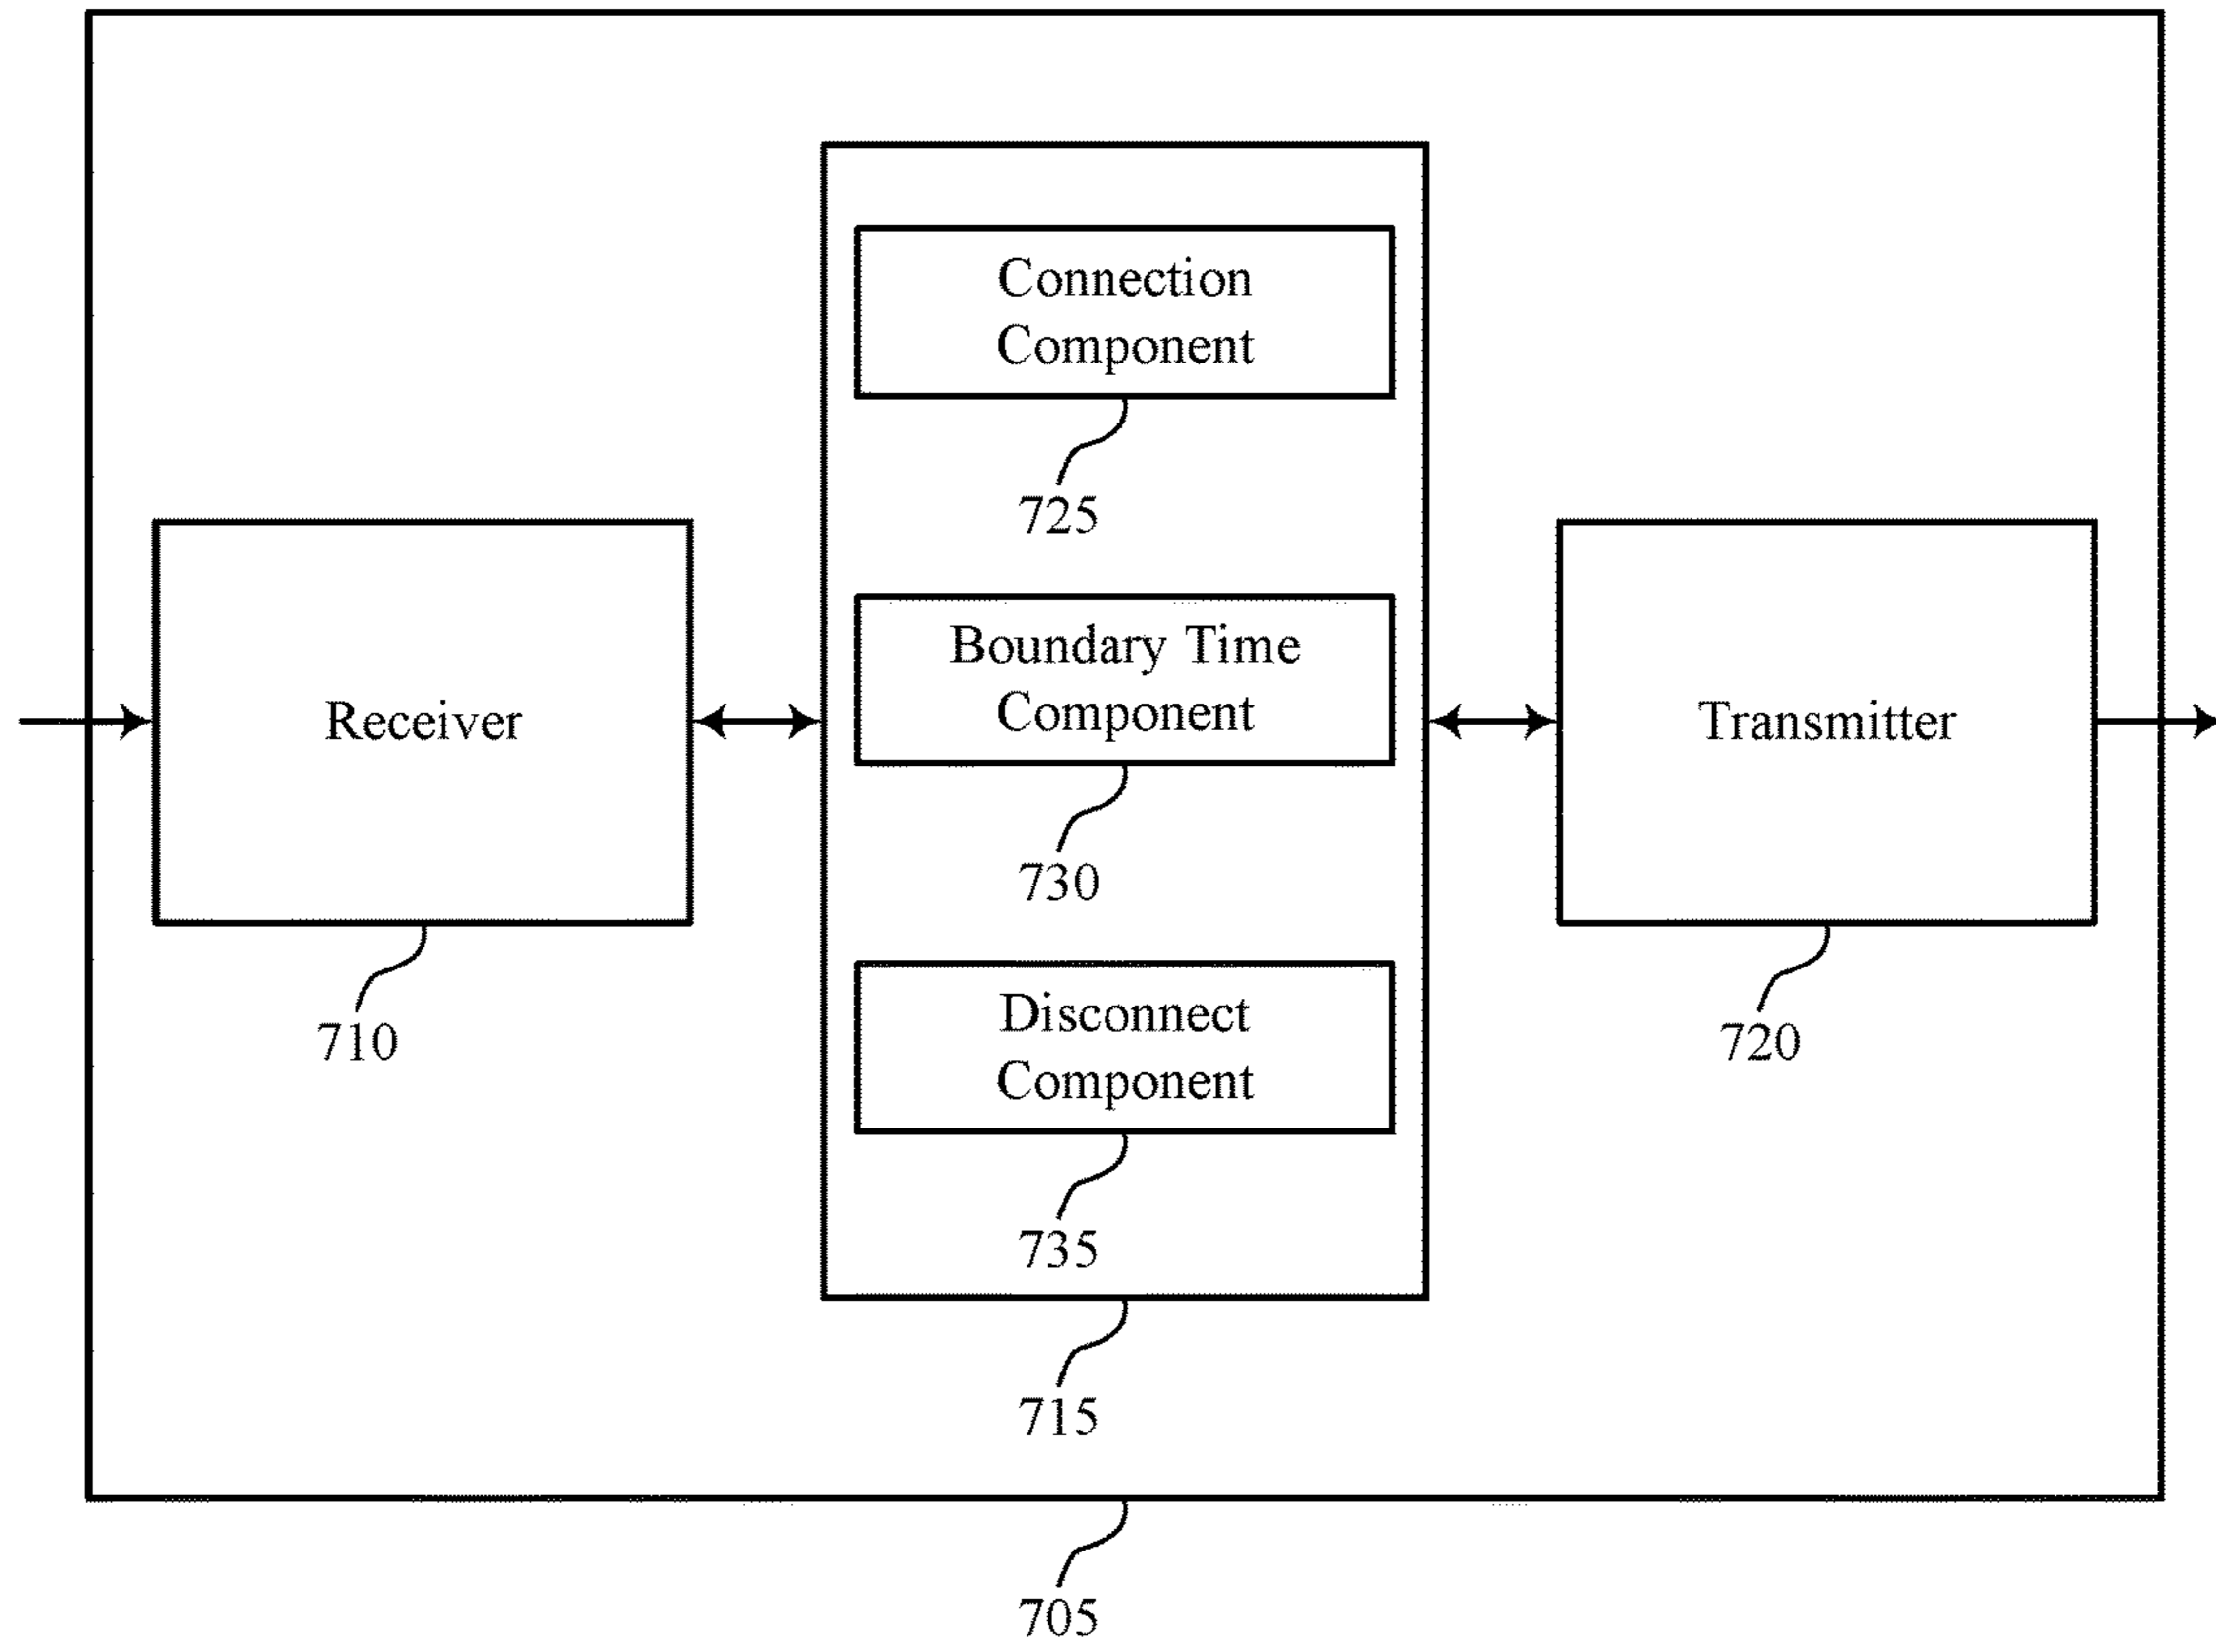 Connection
Component
725
Receiver
710
Boundary Time
Component
730
Disconnect
Component
735
Transmitter
720
715
705